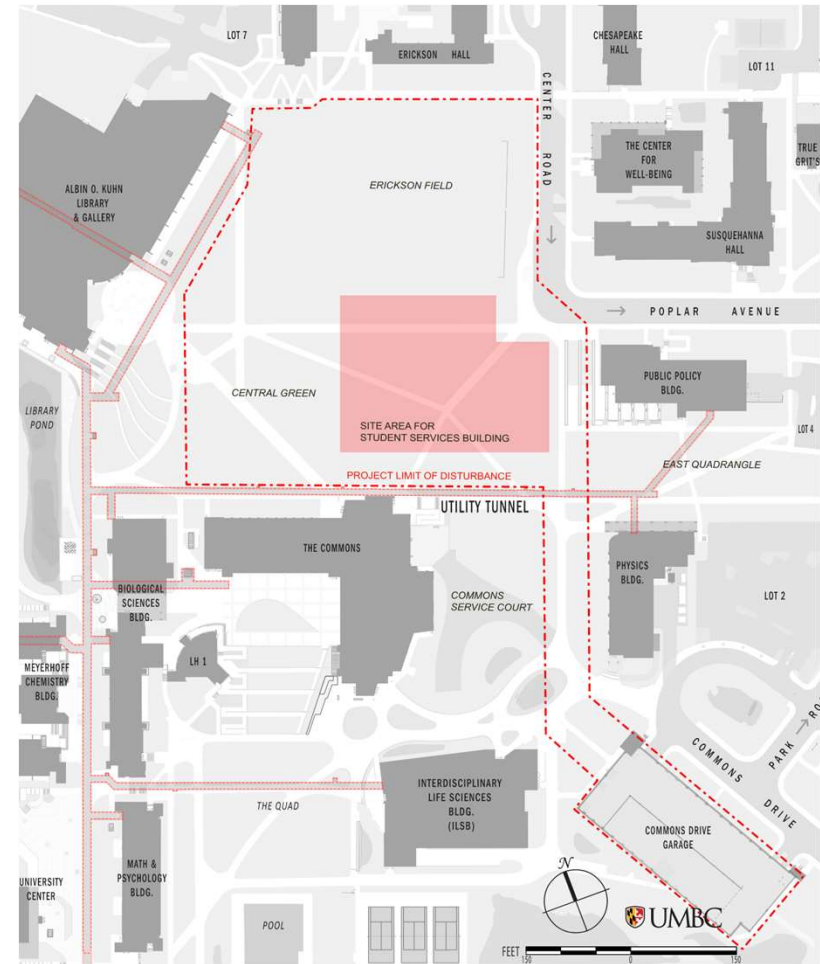 LOT 7
ERICKSON HALL
CHESAPEAKE
HALL
LOT 11
CENTER ROAD
THE CENTER
FOR
WELL-BEING
TRUE
GRIT'S
ALBIN O. KUHN
LIBRARY
& GALLERY
ERICKSON FIELD
SUSQUEHANNA
HALL
POPLAR AVENUE
PUBLIC POLICY
BLDG.
CENTRAL GREEN
LIBRARY
POND
SITE AREA FOR
STUDENT SERVICES BUILDING
LOT 4
EAST QUADRANGLE
PROJECT LIMIT OF DISTURBANCE
UTILITY TUNNEL
THE COMMONS
PHYSICS
BLDG.
BIOLOGICAL
SCIENCES
BLDG.
COMMONS
SERVICE COURT
LOT 2
LH 1
MEYERHOFF
CHEMISTRY
BLDG.
PARK RO
COMMONS
DRIVE
INTERDISCIPLINARY
LIFE SCIENCES
BLDG.
(ILSB)
THE QUAD
COMMONS DRIVE
GARAGE
MATH &
PSYCHOLOGY
BLDG.
UNIVERSITY
CENTER
POOL
N
UMBC
FEET
150 0 150